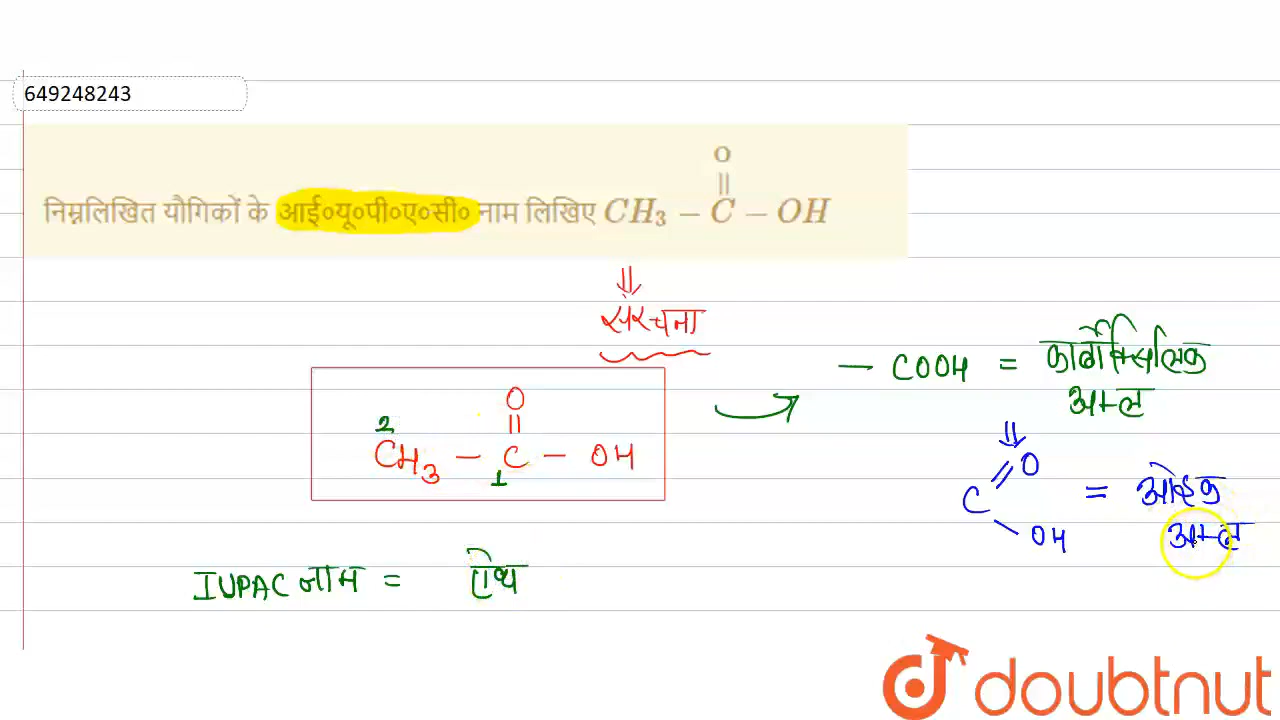 649248243
निम्नलिखित यौगिकों के आई०यू०पी०ए०सी० नाम लिखिए CH₃ − C − OH
O
||
संरचना
O
||
2
CH₃ − C − OH
1
− COOH = कार्बोक्सिलिक
अम्ल
C
O
OH
= ओइक
अम्ल
IUPAC नाम = ऐथ
doubtnut